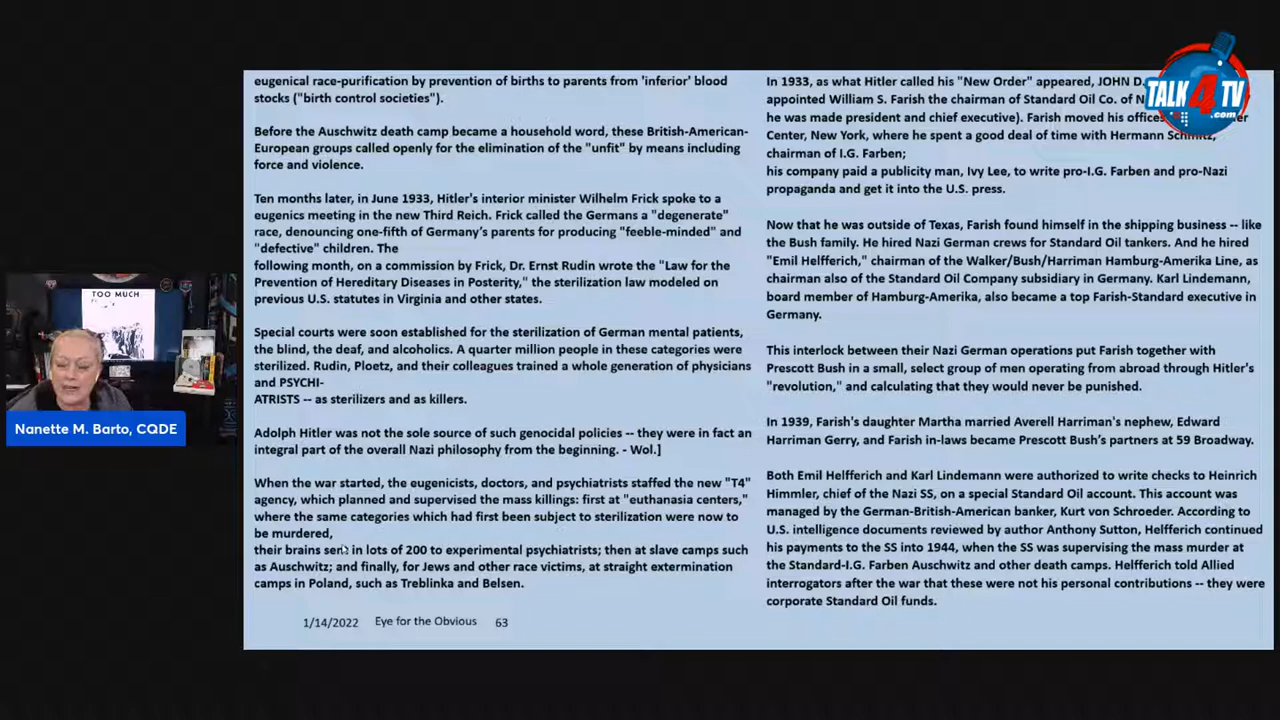 eugenical race-purification by prevention of births to parents from 'inferior' blood
stocks ("birth control societies").
Before the Auschwitz death camp became a household word, these British-American-
European groups called openly for the elimination of the "unfit" by means including
force and violence.
Ten months later, in June 1933, Hitler's interior minister Wilhelm Frick spoke to a
eugenics meeting in the new Third Reich. Frick called the Germans a "degenerate"
race, denouncing one-fifth of Germany's parents for producing "feeble-minded" and
"defective" children. The
following month, on a commission by Frick, Dr. Ernst Rudin wrote the "Law for the
Prevention of Hereditary Diseases in Posterity," the sterilization law modeled on
previous U.S. statutes in Virginia and other states.
Special courts were soon established for the sterilization of German mental patients,
the blind, the deaf, and alcoholics. A quarter million people in these categories were
sterilized. Rudin, Ploetz, and their colleagues trained a whole generation of physicians
and PSYCHI-
ATRISTS -- as sterilizers and as killers.
Adolph Hitler was not the sole source of such genocidal policies -- they were in fact an
integral part of the overall Nazi philosophy from the beginning. - Wol.]
When the war started, the eugenicists, doctors, and psychiatrists staffed the new "T4"
agency, which planned and supervised the mass killings: first at "euthanasia centers,"
where the same categories which had first been subject to sterilization were now to
be murdered,
their brains sent in lots of 200 to experimental psychiatrists; then at slave camps such
as Auschwitz; and finally, for Jews and other race victims, at straight extermination
camps in Poland, such as Treblinka and Belsen.
1/14/2022 Eye for the Obvious 63
In 1933, as what Hitler called his "New Order" appeared, JOHN D.
appointed William S. Farish the chairman of Standard Oil Co. of
he was made president and chief executive). Farish moved his offices
Center, New York, where he spent a good deal of time with Hermann Schmitz,
chairman of I.G. Farben;
his company paid a publicity man, Ivy Lee, to write pro-I.G. Farben and pro-Nazi
propaganda and get it into the U.S. press.
Now that he was outside of Texas, Farish found himself in the shipping business -- like
the Bush family. He hired Nazi German crews for Standard Oil tankers. And he hired
"Emil Helfferich," chairman of the Walker/Bush/Harriman Hamburg-Amerika Line, as
chairman also of the Standard Oil Company subsidiary in Germany. Karl Lindemann,
board member of Hamburg-Amerika, also became a top Farish-Standard executive in
Germany.
This interlock between their Nazi German operations put Farish together with
Prescott Bush in a small, select group of men operating from abroad through Hitler's
"revolution," and calculating that they would never be punished.
In 1939, Farish's daughter Martha married Averell Harriman's nephew, Edward
Harriman Gerry, and Farish in-laws became Prescott Bush's partners at 59 Broadway.
Both Emil Helfferich and Karl Lindemann were authorized to write checks to Heinrich
Himmler, chief of the Nazi SS, on a special Standard Oil account. This account was
managed by the German-British-American banker, Kurt von Schroeder. According to
U.S. intelligence documents reviewed by author Anthony Sutton, Helfferich continued
his payments to the SS into 1944, when the SS was supervising the mass murder at
the Standard-I.G. Farben Auschwitz and other death camps. Helfferich told Allied
interrogators after the war that these were not his personal contributions -- they were
corporate Standard Oil funds.
TALK4TV
.com
TOO MUCH
Nanette M. Barto, CQDE